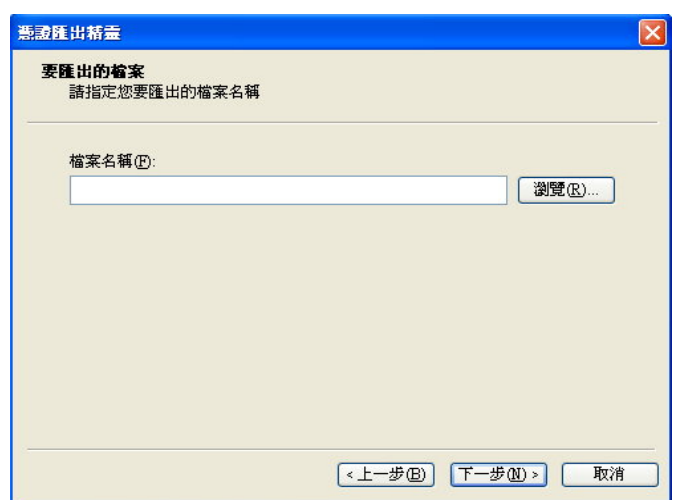 憑證匯出精靈
要匯出的檔案
請指定您要匯出的檔案名稱
檔案名稱(F):
瀏覽(R)...
<上一步(B)
下一步(N)>
取消